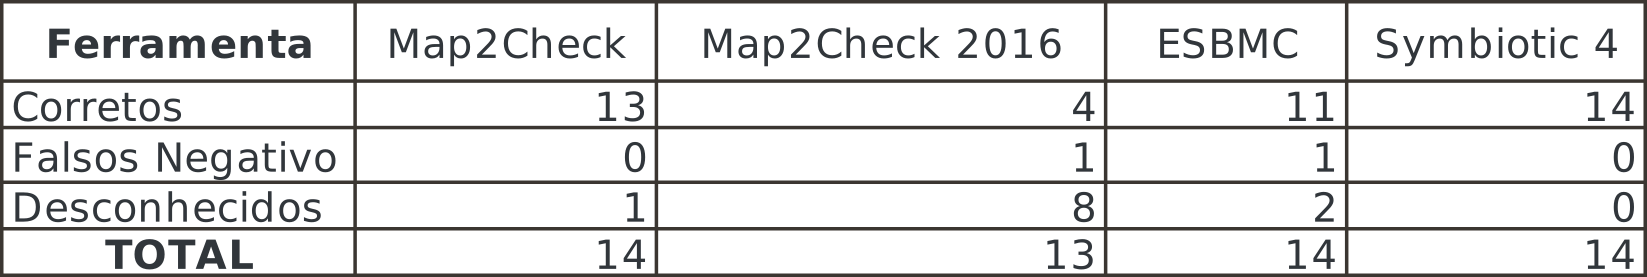 Ferramenta Map2Check Map2Check 2016 ESBMC Symbiotic 4
Corretos 13 4 11 14
Falsos Negativo 0 1 1 0
Desconhecidos 1 8 2 0
TOTAL 14 13 14 14